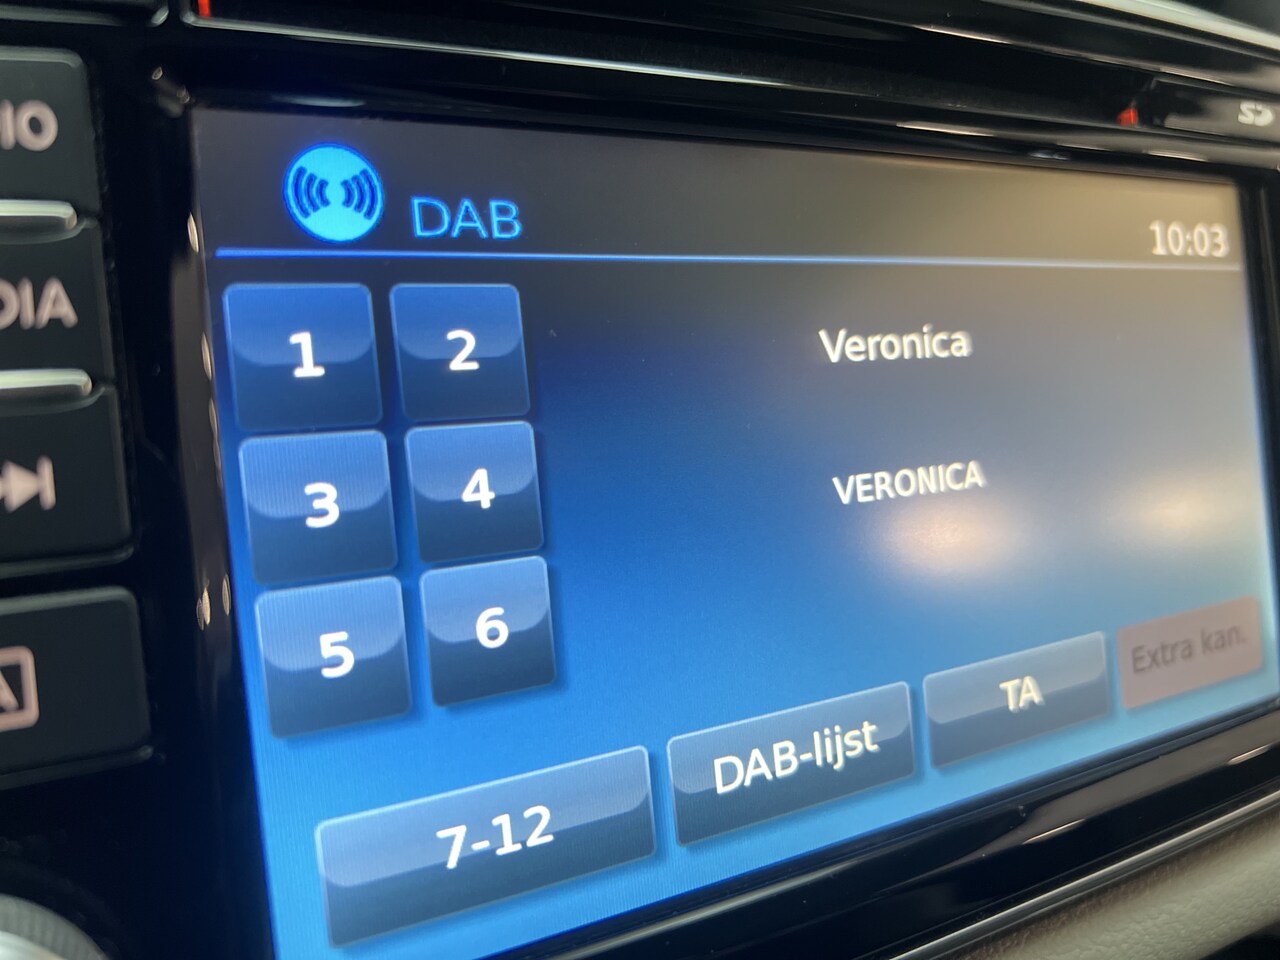 IO
DIA
A
SD
DAB
10:03
1
2
Veronica
3
4
VERONICA
5
6
7-12
DAB-lijst
TA
Extra kan.